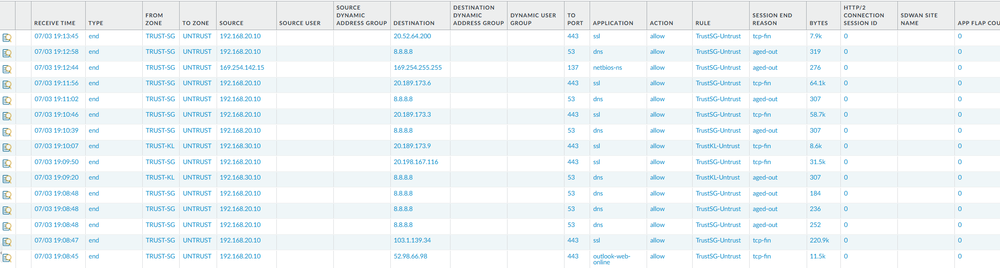 RECEIVE TIME TYPE FROM ZONE TO ZONE SOURCE SOURCE USER SOURCE DYNAMIC ADDRESS GROUP DESTINATION DESTINATION DYNAMIC ADDRESS GROUP DYNAMIC USER GROUP TO PORT APPLICATION ACTION RULE SESSION END REASON BYTES HTTP/2 CONNECTION SESSION ID SDWAN SITE NAME APP FLAP COU
07/03 19:13:45 end TRUST-SG UNTRUST 192.168.20.10 20.52.64.200 443 ssl allow TrustSG-Untrust tcp-fin 7.9k 0 0
07/03 19:12:58 end TRUST-SG UNTRUST 192.168.20.10 8.8.8.8 53 dns allow TrustSG-Untrust aged-out 319 0 0
07/03 19:12:44 end TRUST-SG UNTRUST 169.254.142.15 169.254.255.255 137 netbios-ns allow TrustSG-Untrust aged-out 276 0 0
07/03 19:11:56 end TRUST-SG UNTRUST 192.168.20.10 20.189.173.6 443 ssl allow TrustSG-Untrust tcp-fin 64.1k 0 0
07/03 19:11:02 end TRUST-SG UNTRUST 192.168.20.10 8.8.8.8 53 dns allow TrustSG-Untrust aged-out 307 0 0
07/03 19:10:46 end TRUST-SG UNTRUST 192.168.20.10 20.189.173.3 443 ssl allow TrustSG-Untrust tcp-fin 58.7k 0 0
07/03 19:10:39 end TRUST-SG UNTRUST 192.168.20.10 8.8.8.8 53 dns allow TrustSG-Untrust aged-out 307 0 0
07/03 19:10:07 end TRUST-KL UNTRUST 192.168.30.10 20.189.173.9 443 ssl allow TrustKL-Untrust tcp-fin 8.6k 0 0
07/03 19:09:50 end TRUST-SG UNTRUST 192.168.20.10 20.198.167.116 443 ssl allow TrustSG-Untrust tcp-fin 31.5k 0 0
07/03 19:09:20 end TRUST-KL UNTRUST 192.168.30.10 8.8.8.8 53 dns allow TrustKL-Untrust aged-out 307 0 0
07/03 19:08:48 end TRUST-SG UNTRUST 192.168.20.10 8.8.8.8 53 dns allow TrustSG-Untrust aged-out 184 0 0
07/03 19:08:48 end TRUST-SG UNTRUST 192.168.20.10 8.8.8.8 53 dns allow TrustSG-Untrust aged-out 236 0 0
07/03 19:08:48 end TRUST-SG UNTRUST 192.168.20.10 8.8.8.8 53 dns allow TrustSG-Untrust aged-out 252 0 0
07/03 19:08:47 end TRUST-SG UNTRUST 192.168.20.10 103.1.139.34 443 ssl allow TrustSG-Untrust tcp-fin 220.9k 0 0
07/03 19:08:45 end TRUST-SG UNTRUST 192.168.20.10 52.98.66.98 443 outlook-web-online allow TrustSG-Untrust tcp-fin 11.5k 0 0